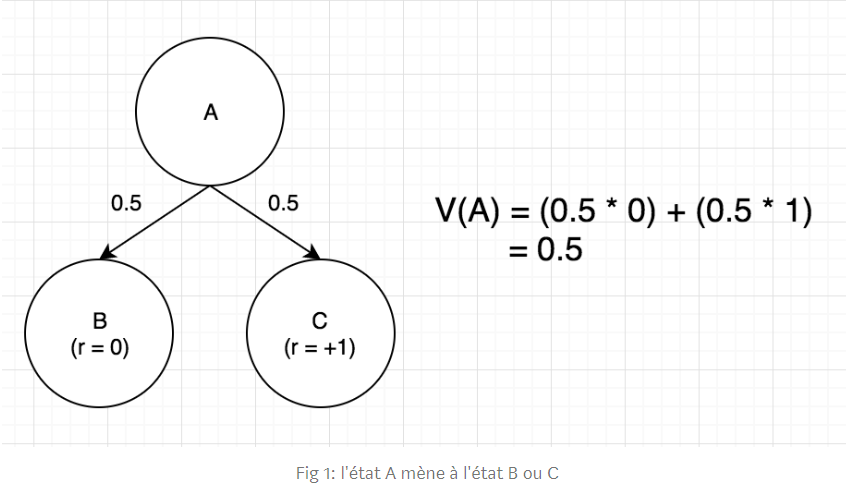 A
0.5
0.5
V(A) = (0.5 * 0) + (0.5 * 1)
= 0.5
B
(r = 0)
C
(r = +1)
Fig 1: l'état A mène à l'état B ou C